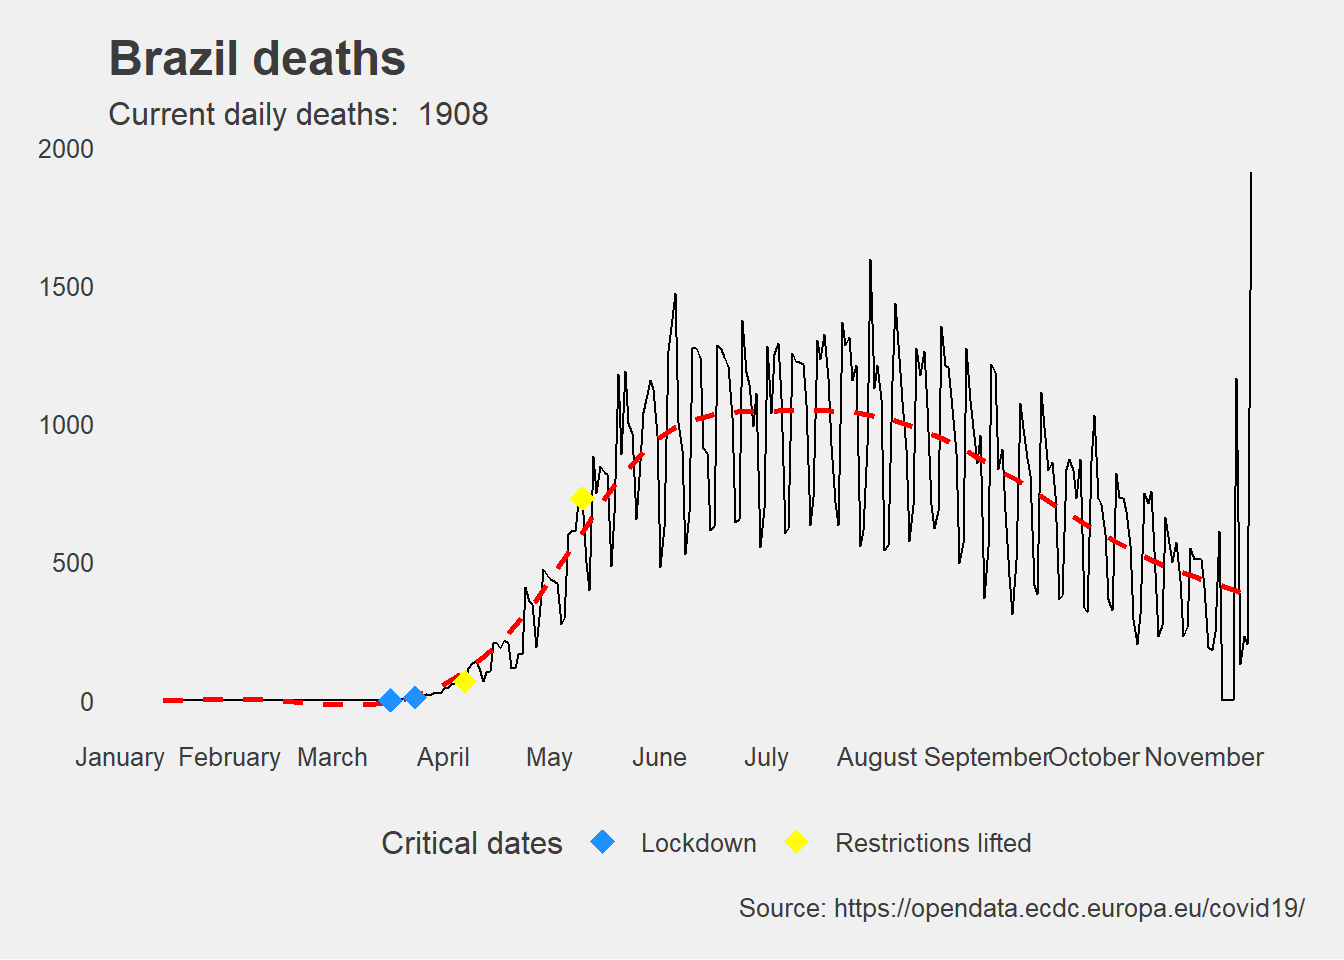 Brazil deaths
Current daily deaths:  1908
2000
1500
1000
500
0
January February March April May June July August September October November
Critical dates Lockdown Restrictions lifted
Source: https://opendata.ecdc.europa.eu/covid19/